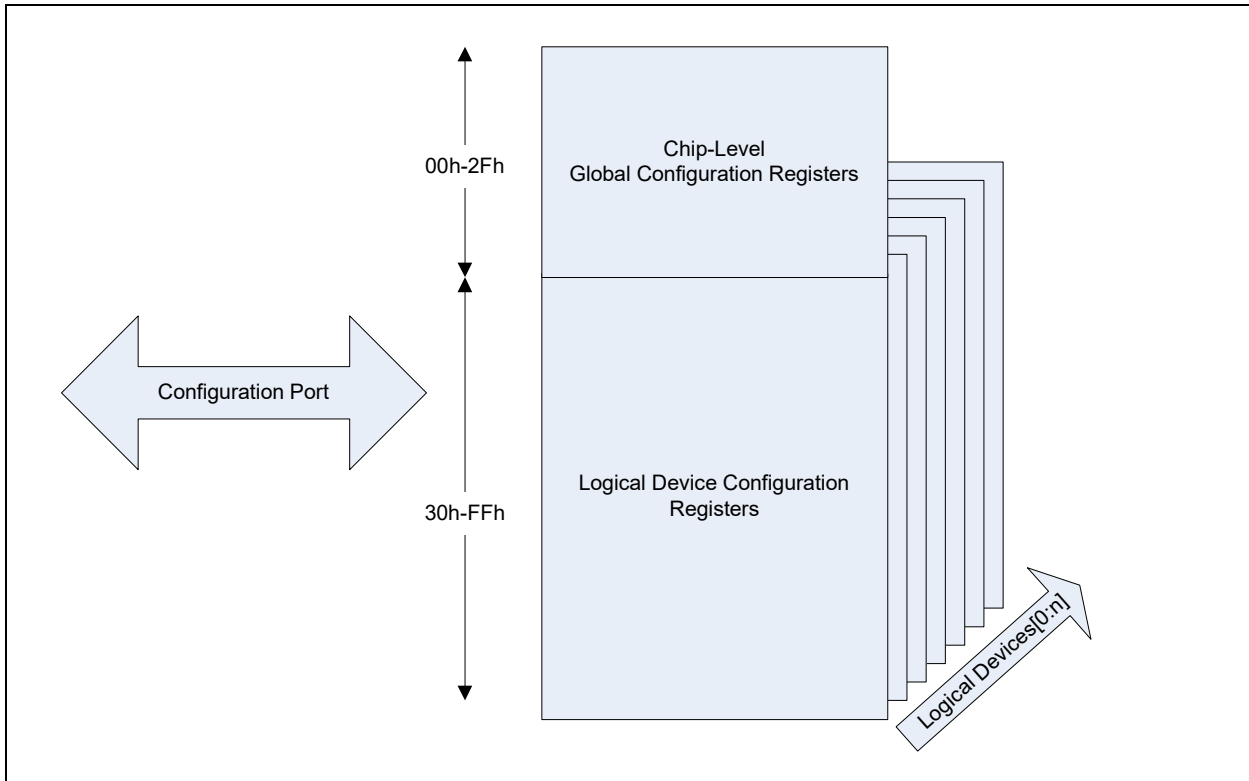 00h-2Fh
Chip-Level
Global Configuration Registers
Configuration Port
30h-FFh
Logical Device Configuration
Registers
Logical Devices[0:n]